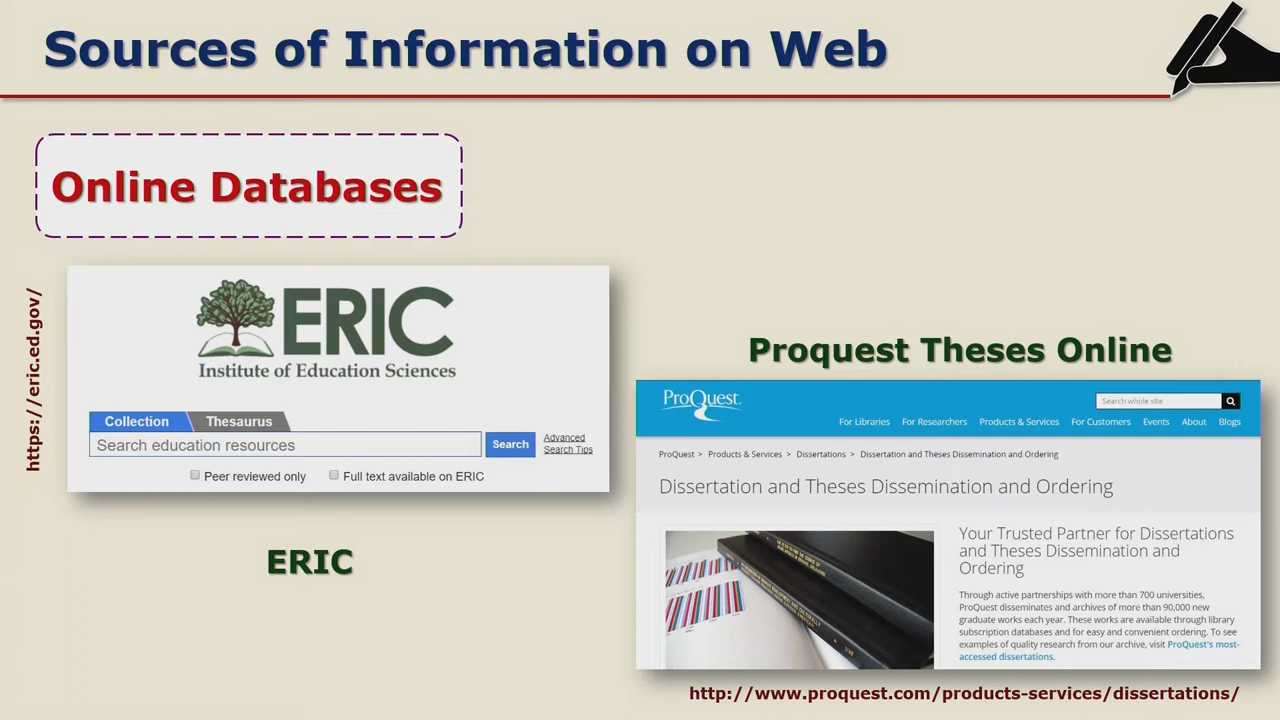 Sources of Information on Web
Online Databases
https://eric.ed.gov/
ERIC
Institute of Education Sciences
Collection Thesaurus
Search education resources Search Advanced
Search Tips
Peer reviewed only Full text available on ERIC
ERIC
Proquest Theses Online
ProQuest. Search whole site
For Libraries For Researchers Products & Services For Customers Events About Blogs
ProQuest > Products & Services > Dissertations > Dissertation and Theses Dissemination and Ordering
Dissertation and Theses Dissemination and Ordering
Your Trusted Partner for Dissertations
and Theses Dissemination and
Ordering
Through active partnerships with more than 700 universities,
ProQuest disseminates and archives of more than 90,000 new
graduate works each year. These works are available through library
subscription databases and for easy and convenient ordering. To see
examples of quality research from our archive, visit ProQuest's most-
accessed dissertations.
http://www.proquest.com/products-services/dissertations/